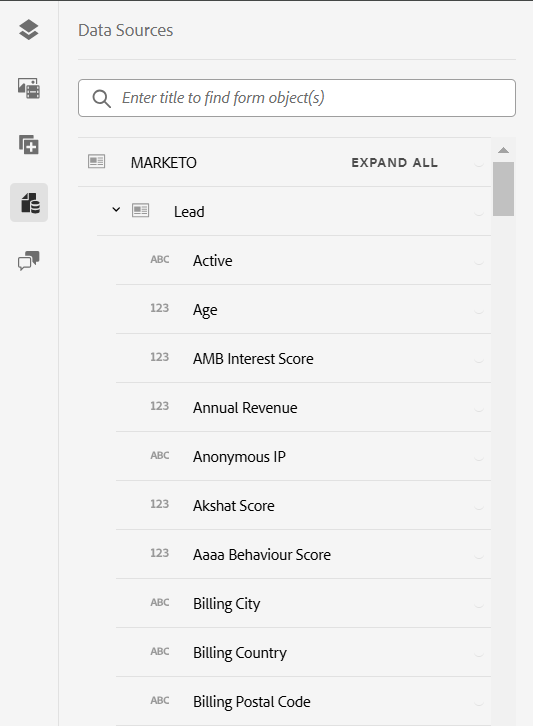 Data Sources
Enter title to find form object(s)
MARKETO EXPAND ALL
Lead
ABC Active
123 Age
123 AMB Interest Score
123 Annual Revenue
ABC Anonymous IP
123 Akshat Score
123 Aaaa Behaviour Score
ABC Billing City
ABC Billing Country
ABC Billing Postal Code